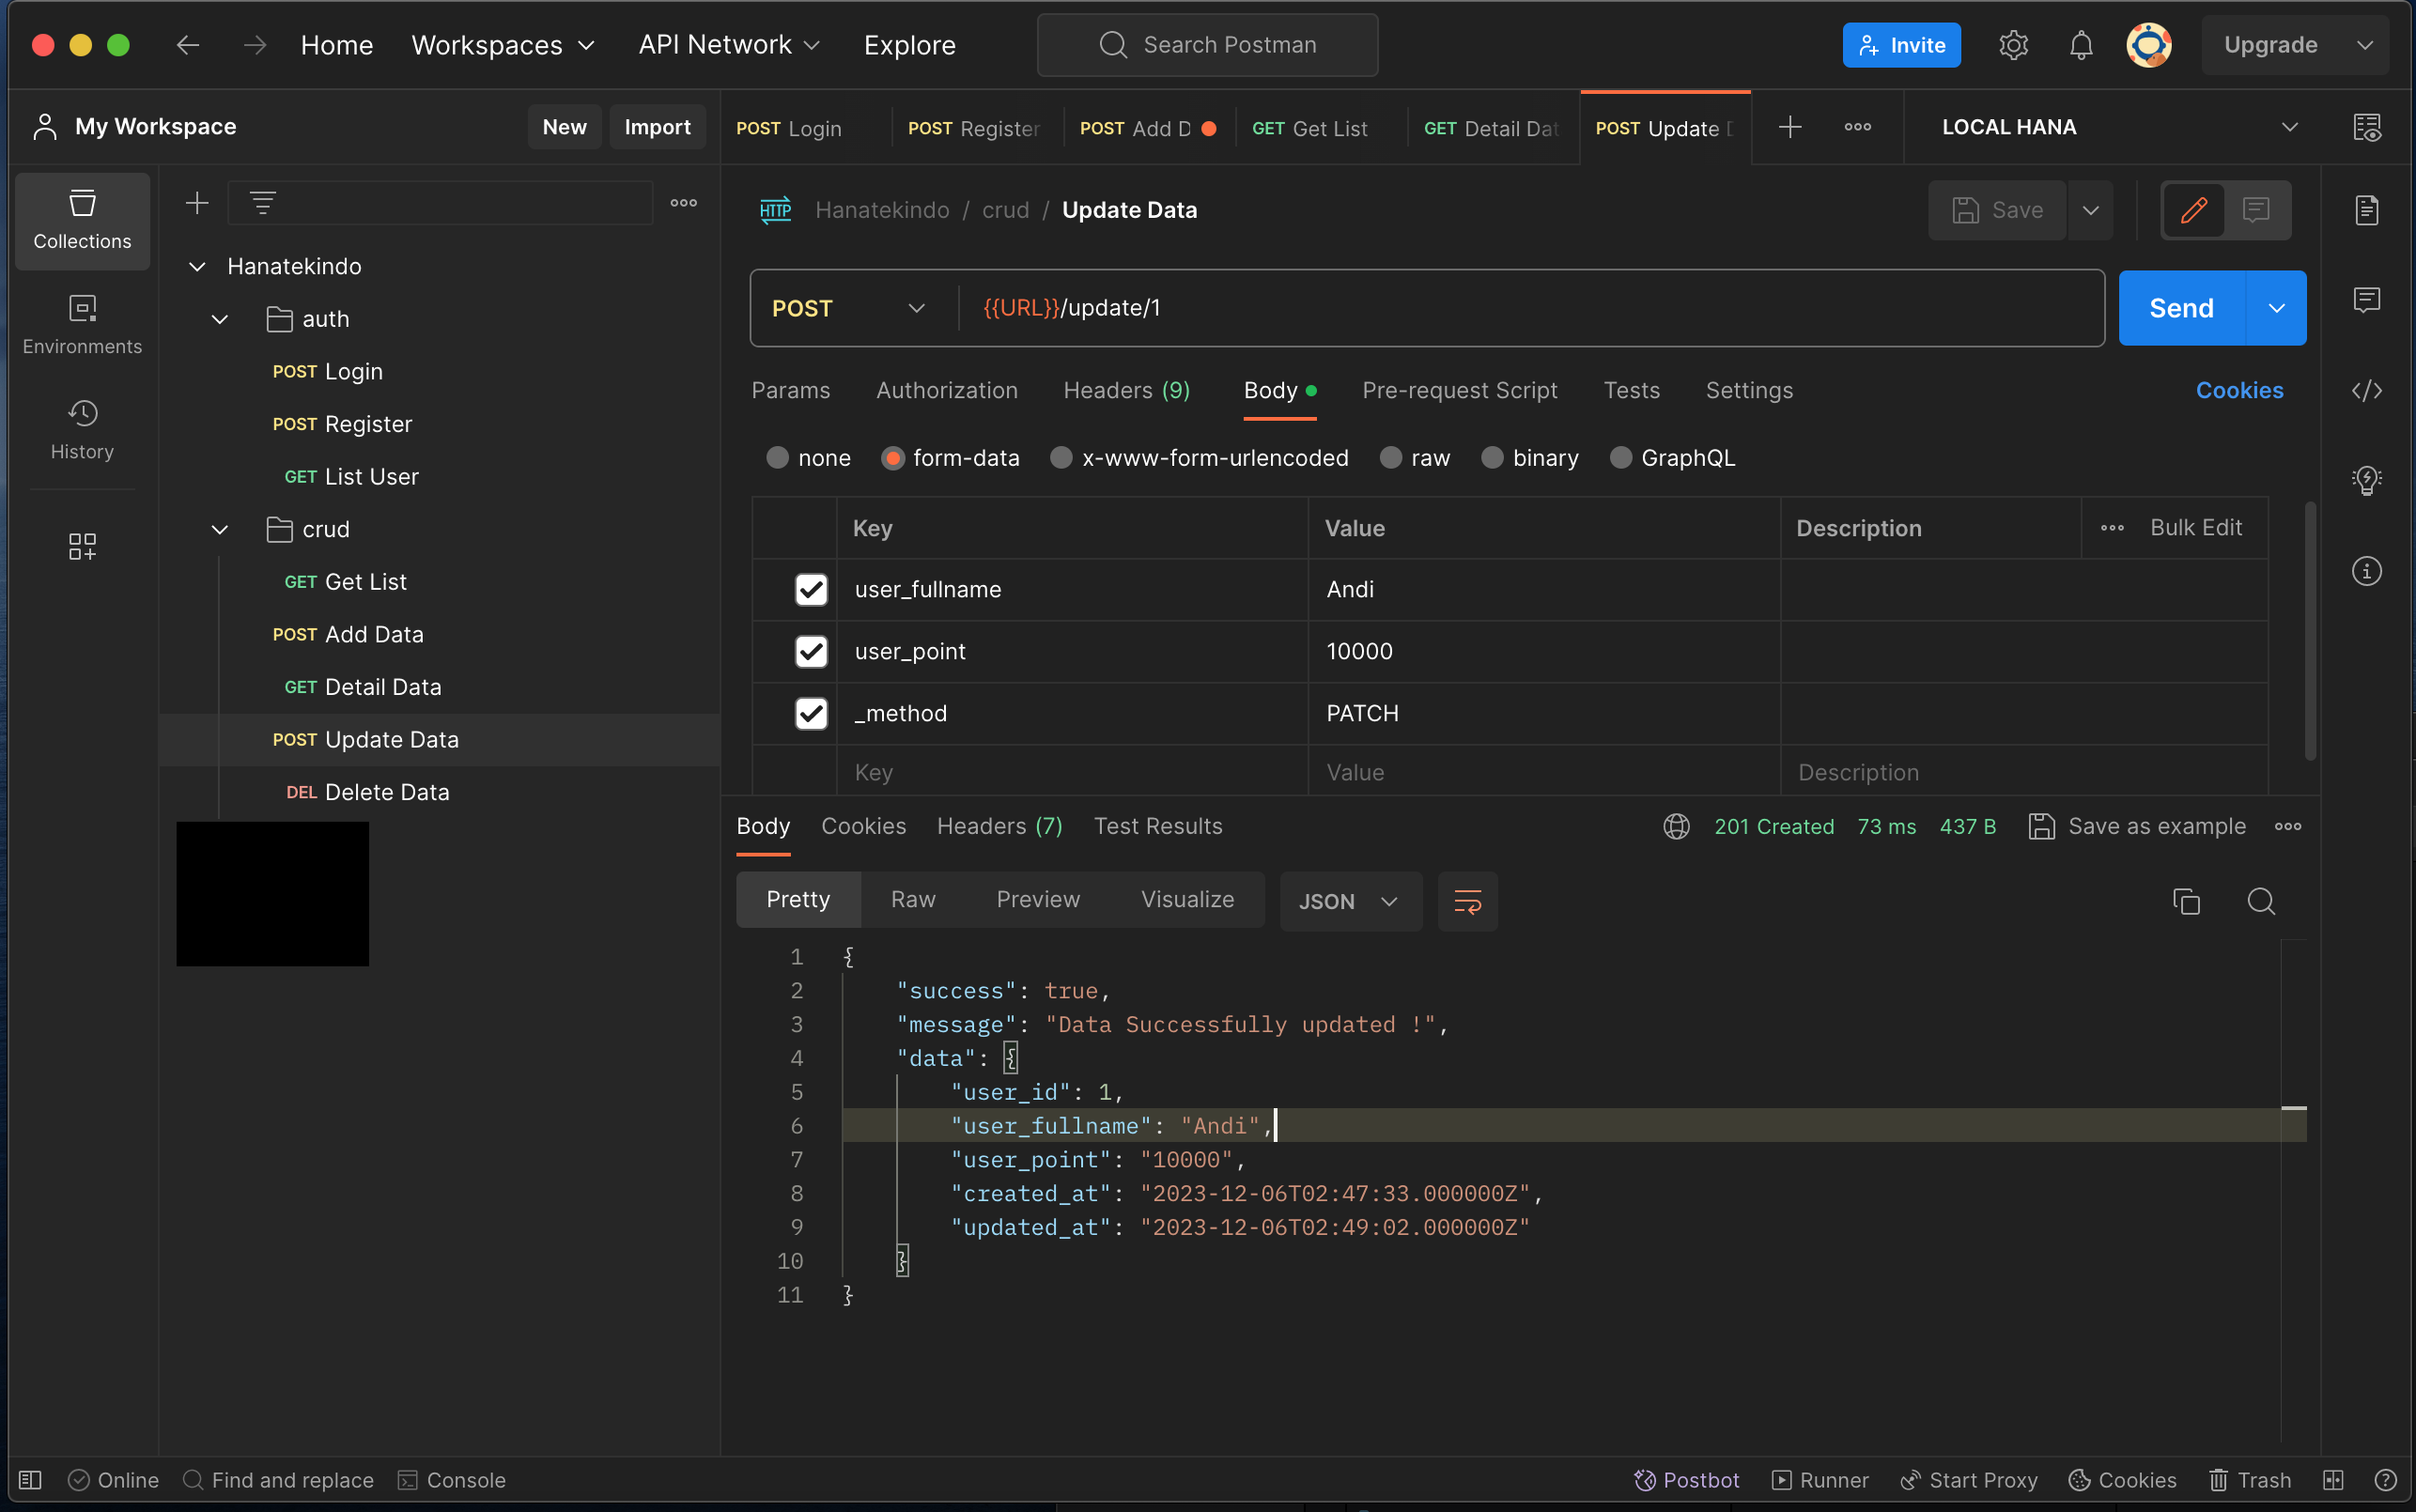 Home Workspaces API Network Explore Search Postman Invite Upgrade
My Workspace New Import
POST Login POST Register POST Add D GET Get List GET Detail Dat POST Update D LOCAL HANA
Collections
Environments
History
Hanatekindo
auth
POST Login
POST Register
GET List User
crud
GET Get List
POST Add Data
GET Detail Data
POST Update Data
DEL Delete Data
HTTP Hanatekindo / crud / Update Data Save
POST {{URL}}/update/1 Send
Params Authorization Headers (9) Body Pre-request Script Tests Settings Cookies
none form-data x-www-form-urlencoded raw binary GraphQL
Key Value Description Bulk Edit
user_fullname Andi
user_point 10000
_method PATCH
Key Value Description
Body Cookies Headers (7) Test Results 201 Created 73 ms 437 B Save as example
Pretty Raw Preview Visualize JSON
1 {
2 "success": true,
3 "message": "Data Successfully updated !",
4 "data": {
5 "user_id": 1,
6 "user_fullname": "Andi",
7 "user_point": "10000",
8 "created_at": "2023-12-06T02:47:33.000000Z",
9 "updated_at": "2023-12-06T02:49:02.000000Z"
10 }
11 }
Online Find and replace Console Postbot Runner Start Proxy Cookies Trash